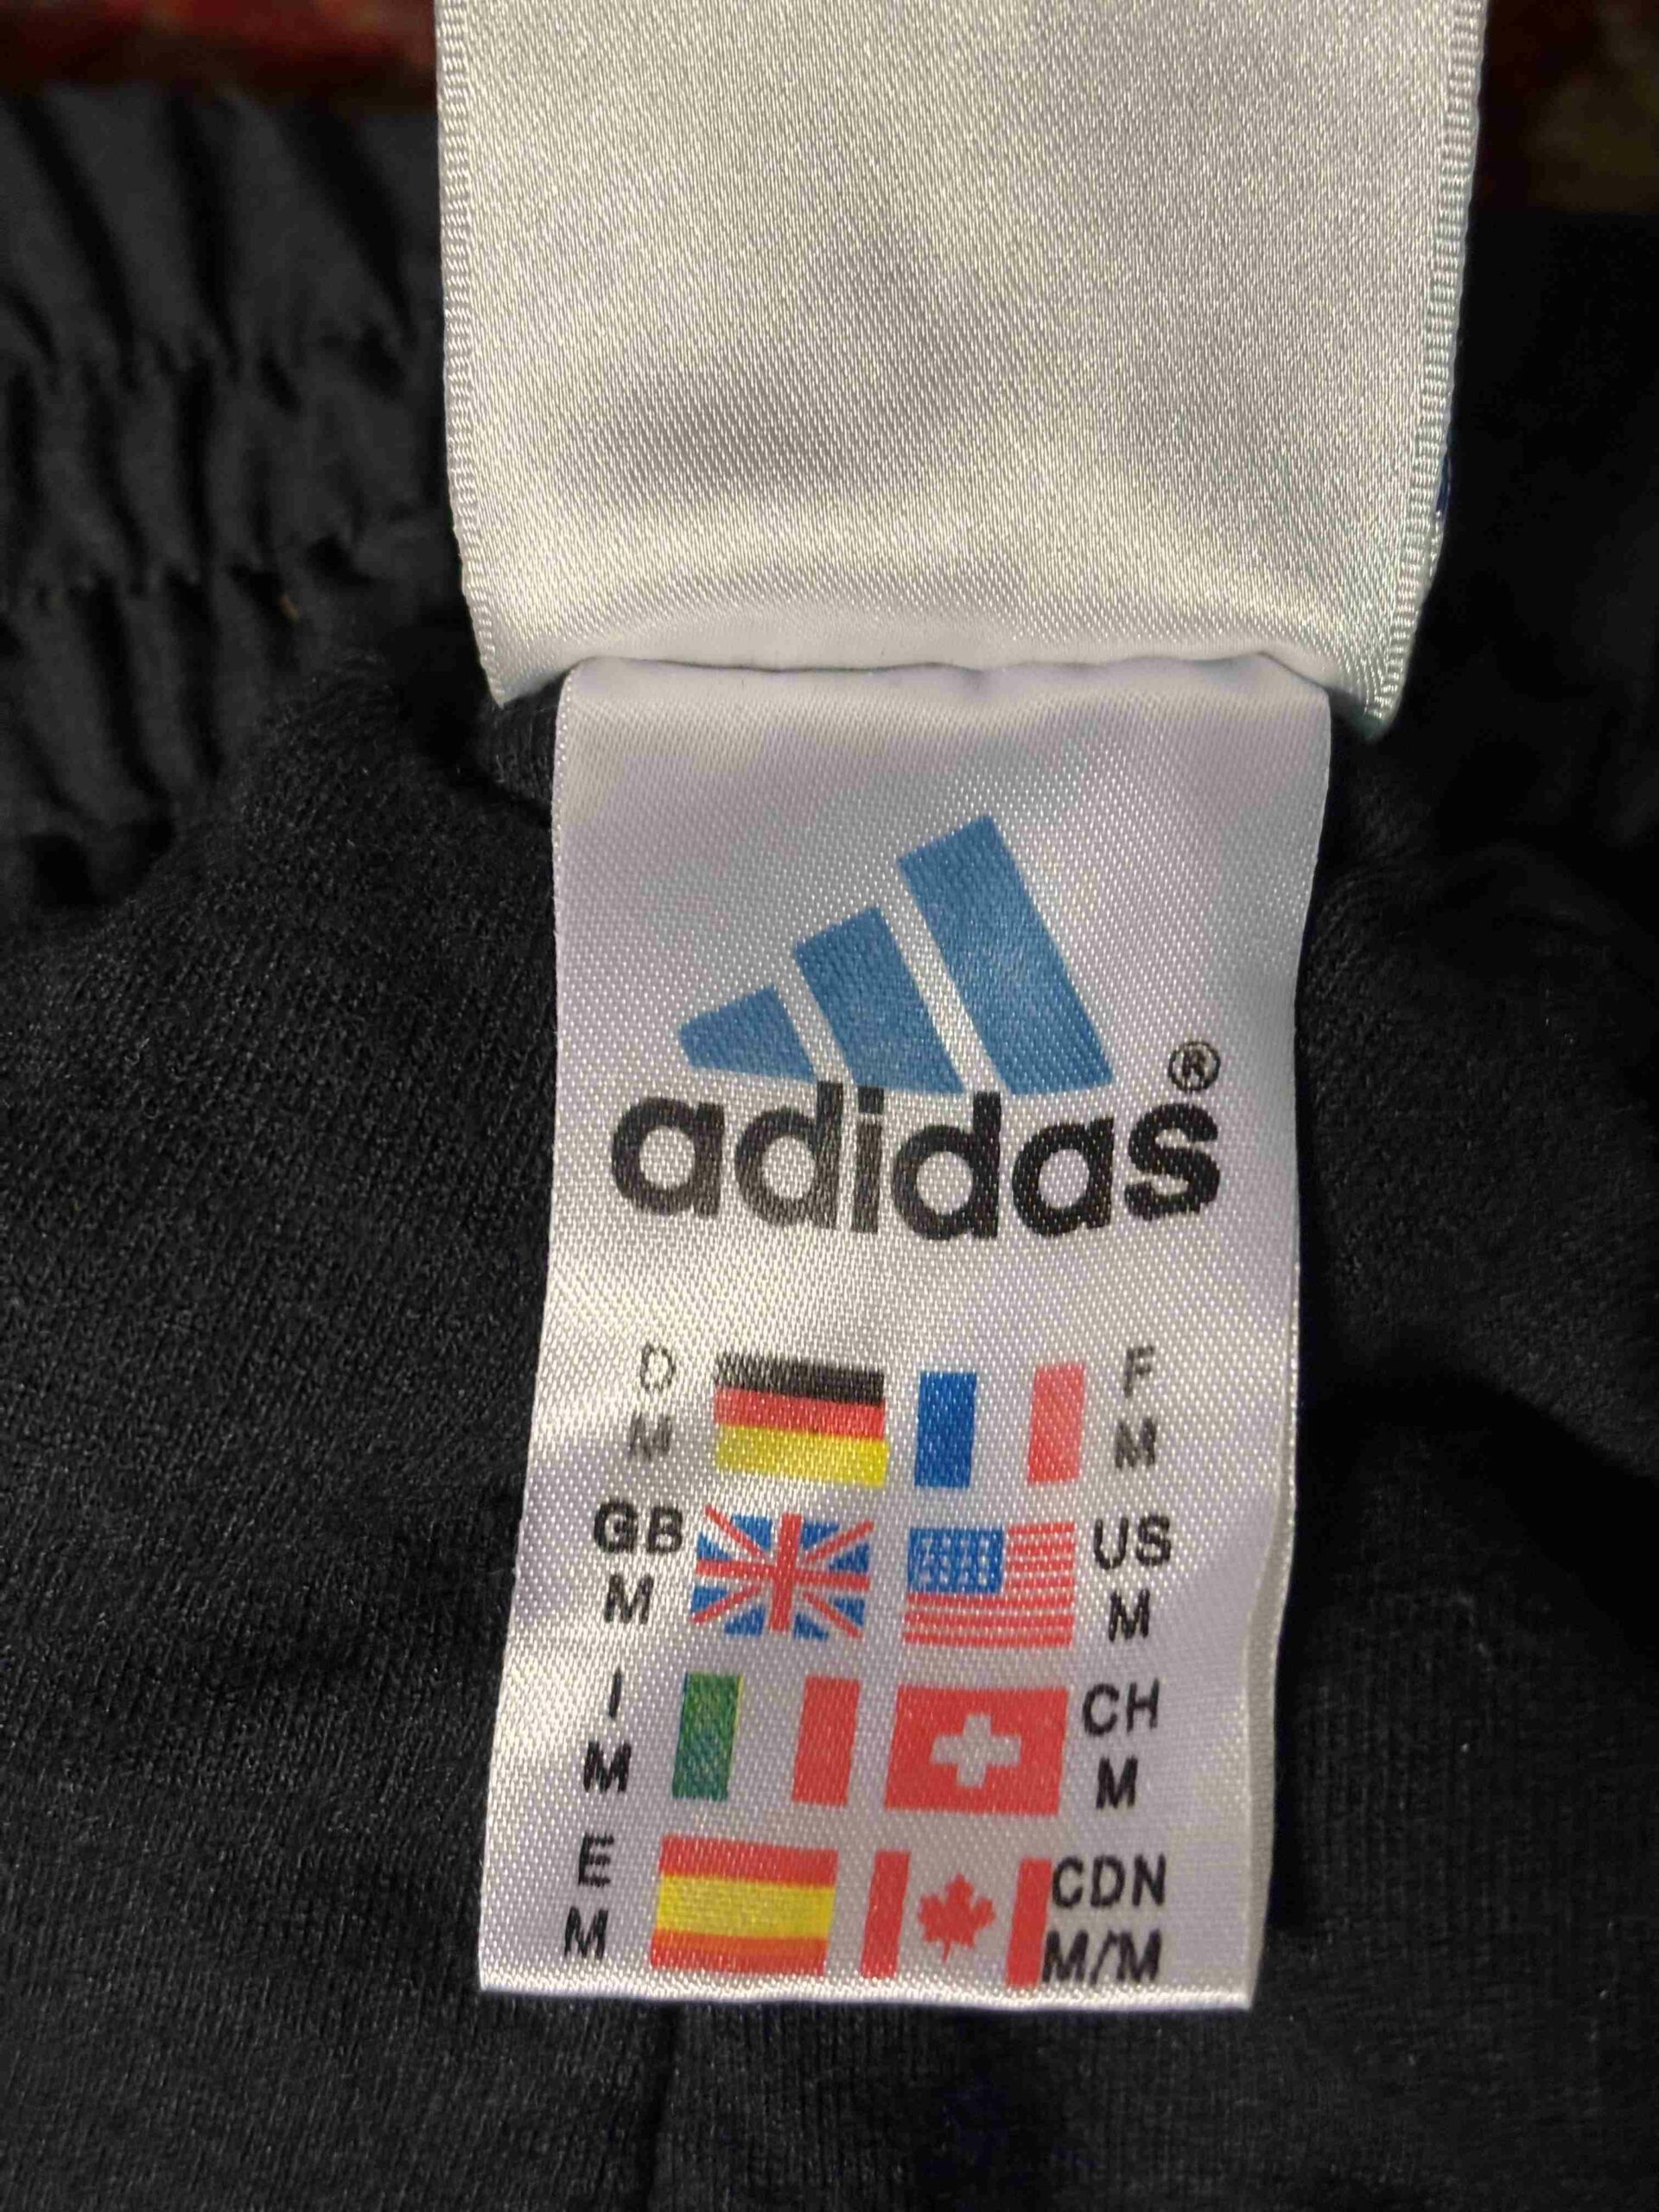 ®
adidas
D F
M M
GB US
M M
I CH
M M
E CDN
M M/M